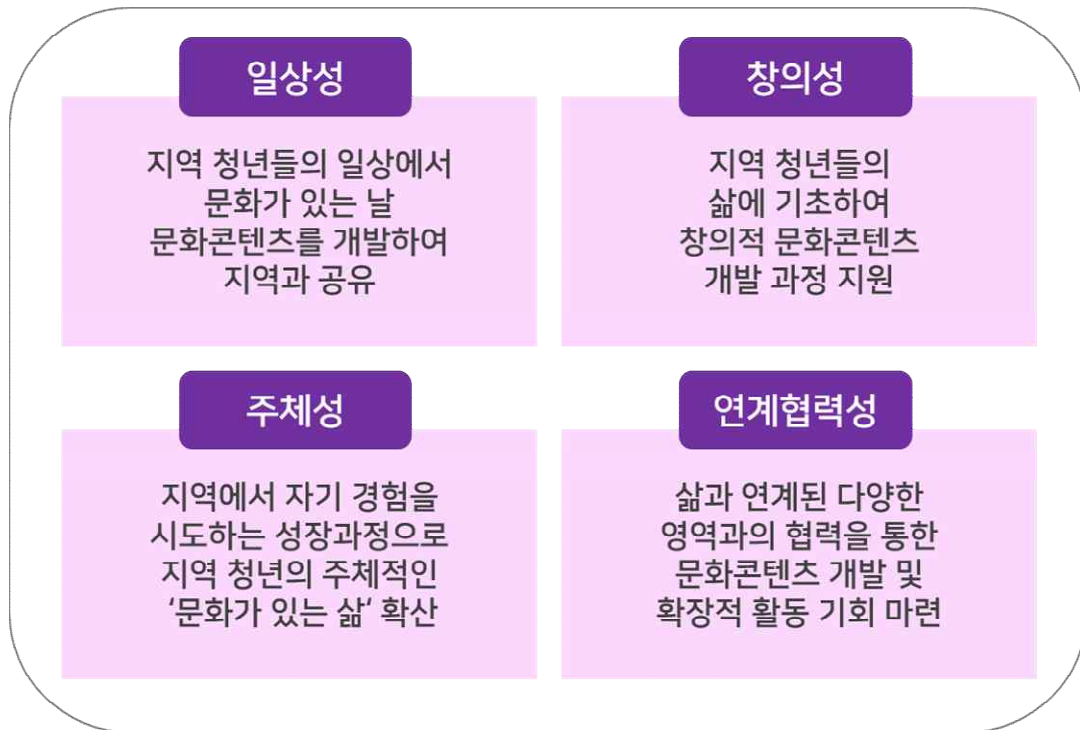 일상성
지역 청년들의 일상에서
문화가 있는 날
문화콘텐츠를 개발하여
지역과 공유
창의성
지역 청년들의
삶에 기초하여
창의적 문화콘텐츠
개발 과정 지원
주체성
지역에서 자기 경험을
시도하는 성장과정으로
지역 청년의 주체적인
‘문화가 있는 삶‘ 확산
연계협력성
삶과 연계된 다양한
영역과의 협력을 통한
문화콘텐츠 개발 및
확장적 활동 기회 마련